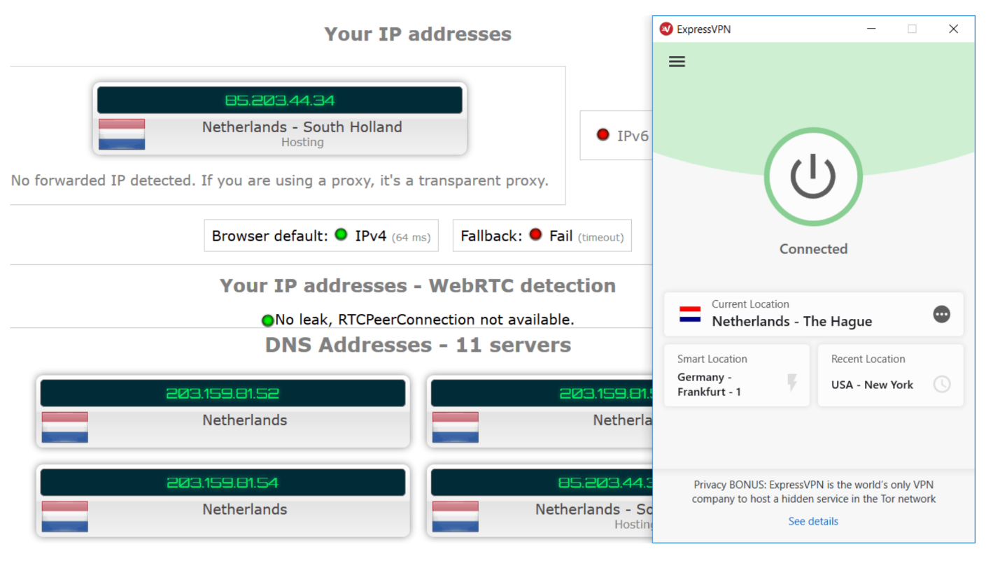 Your IP addresses
85.203.44.34
Netherlands - South Holland
Hosting
No forwarded IP detected. If you are using a proxy, it's a transparent proxy.
IPv6
Browser default: IPv4 (64 ms)
Fallback: Fail (timeout)
Your IP addresses - WebRTC detection
No leak, RTCPeerConnection not available.
DNS Addresses - 11 servers
203.159.81.52
Netherlands
203.159.81.
Netherla
203.159.81.54
Netherlands
85.203.44.3
Netherlands - So
Hosting
ExpressVPN
Connected
Current Location
Netherlands - The Hague
Smart Location
Germany -
Frankfurt - 1
Recent Location
USA - New York
Privacy BONUS: ExpressVPN is the world's only VPN
company to host a hidden service in the Tor network
See details